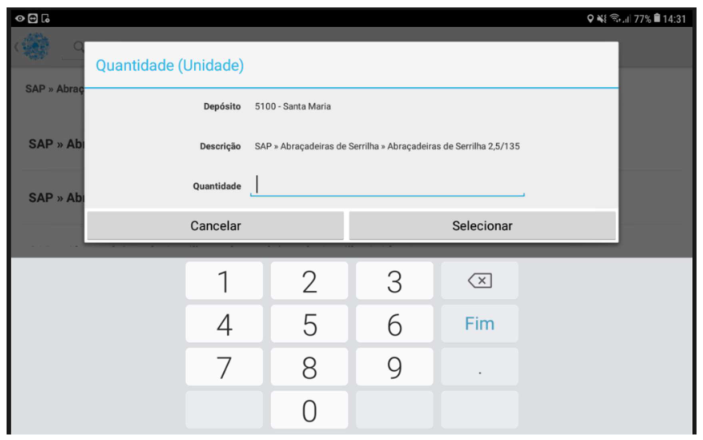 77% 14:31
Quantidade (Unidade)
SAP » Abraç
Depósito 5100 - Santa Maria
SAP » Ab
Descrição SAP » Abraçadeiras de Serrilha » Abraçadeiras de Serrilha 2,5/135
Quantidade
SAP » Ab
Cancelar Selecionar
1 2 3
4 5 6 Fim
7 8 9 .
0